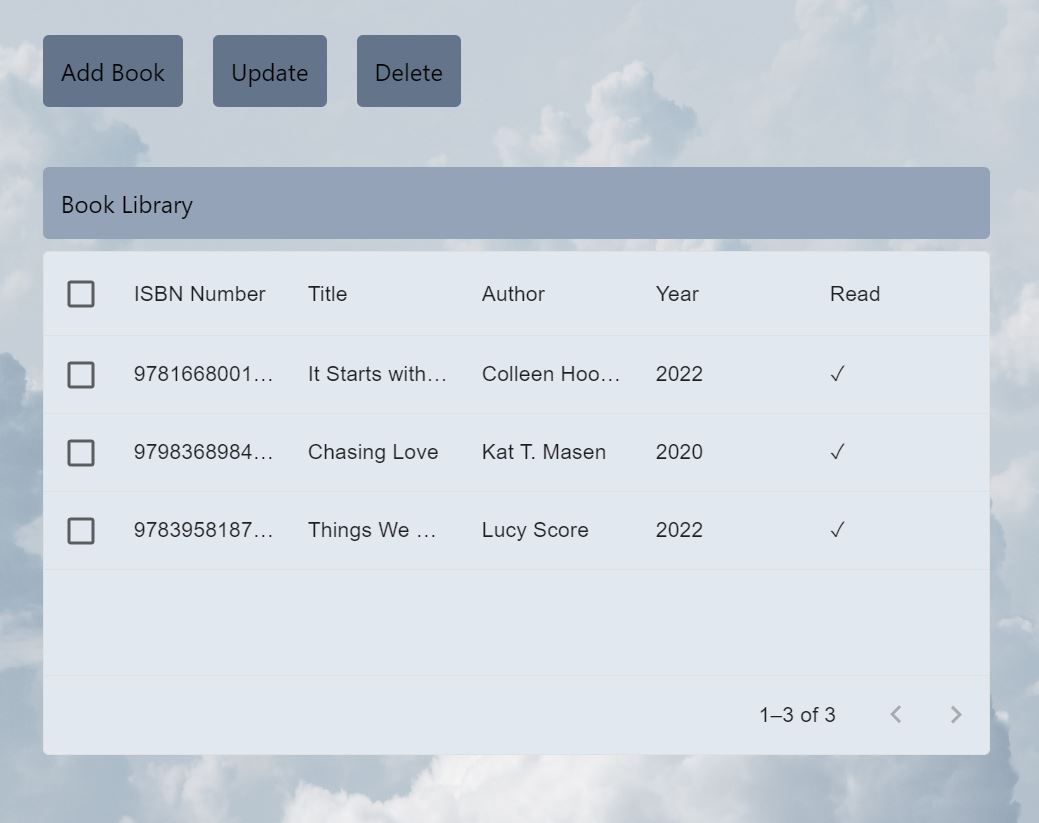 Add Book Update Delete
Book Library
ISBN Number Title Author Year Read
9781668001… It Starts with… Colleen Hoo… 2022 ✓
9798368984… Chasing Love Kat T. Masen 2020 ✓
9783958187… Things We … Lucy Score 2022 ✓
1–3 of 3